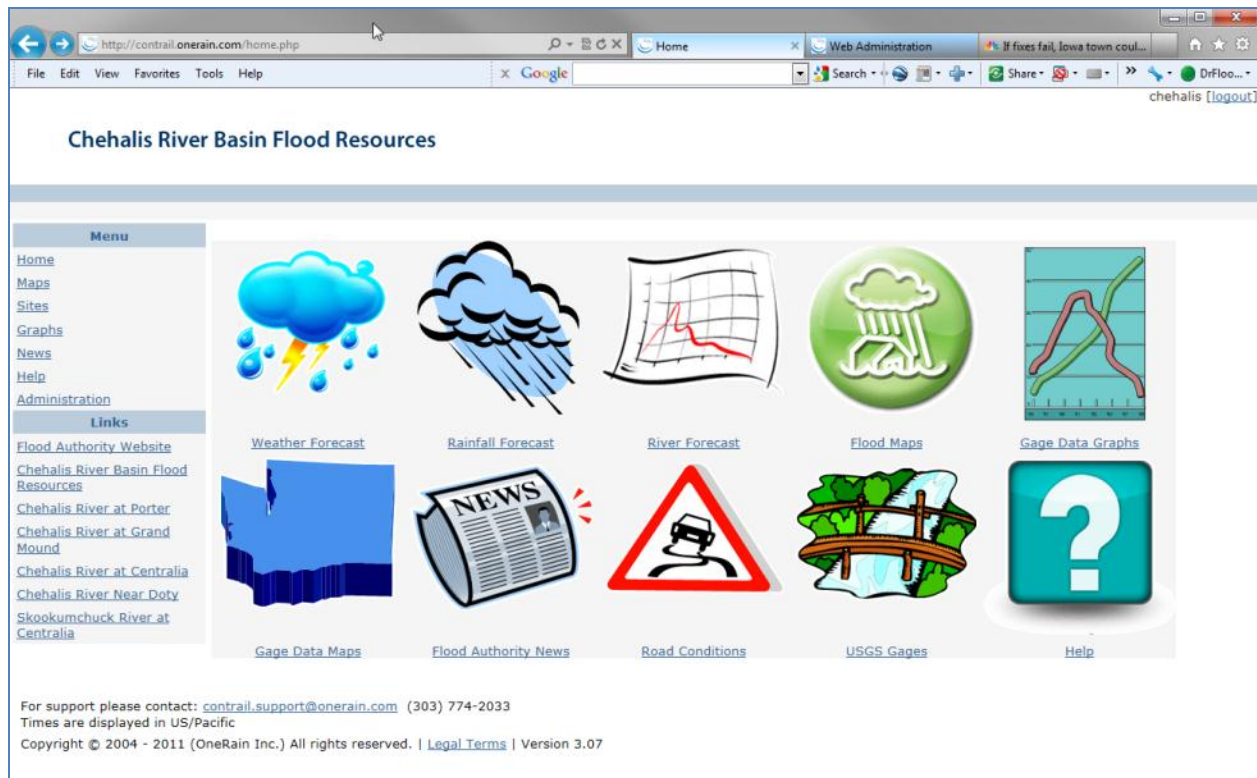 http://contrail.onerain.com/home.php
Home
Web Administration
If fixes fail, Iowa town coul...
File Edit View Favorites Tools Help
x Google
Search
Share
»
DrFloo...
chehalis [logout]
Chehalis River Basin Flood Resources
Menu
Home
Maps
Sites
Graphs
News
Help
Administration
Links
Flood Authority Website
Chehalis River Basin Flood
Resources
Chehalis River at Porter
Chehalis River at Grand
Mound
Chehalis River at Centralia
Chehalis River Near Doty
Skookumchuck River at
Centralia
Weather Forecast
Rainfall Forecast
River Forecast
Flood Maps
Gage Data Graphs
NEWS
?
Gage Data Maps
Flood Authority News
Road Conditions
USGS Gages
Help
For support please contact: contrail.support@onerain.com (303) 774-2033
Times are displayed in US/Pacific
Copyright © 2004 - 2011 (OneRain Inc.) All rights reserved. | Legal Terms | Version 3.07